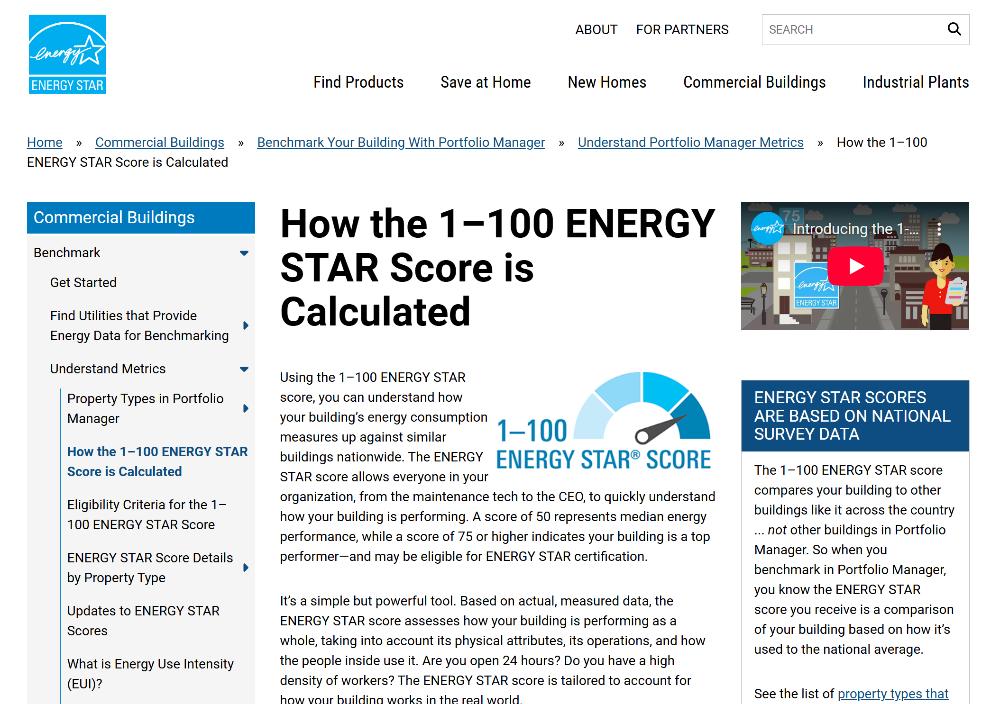 energy
ENERGY STAR
ABOUT
FOR PARTNERS
SEARCH
Find Products
Save at Home
New Homes
Commercial Buildings
Industrial Plants
Home » Commercial Buildings » Benchmark Your Building With Portfolio Manager » Understand Portfolio Manager Metrics » How the 1–100
ENERGY STAR Score is Calculated
Commercial Buildings
Benchmark
Get Started
Find Utilities that Provide
Energy Data for Benchmarking
Understand Metrics
Property Types in Portfolio
Manager
How the 1–100 ENERGY STAR
Score is Calculated
Eligibility Criteria for the 1–
100 ENERGY STAR Score
ENERGY STAR Score Details
by Property Type
Updates to ENERGY STAR
Scores
What is Energy Use Intensity
(EUI)?
How the 1–100 ENERGY
STAR Score is
Calculated
Using the 1–100 ENERGY STAR
score, you can understand how
your building’s energy consumption
measures up against similar
buildings nationwide. The ENERGY
STAR score allows everyone in your
organization, from the maintenance tech to the CEO, to quickly understand
how your building is performing. A score of 50 represents median energy
performance, while a score of 75 or higher indicates your building is a top
performer—and may be eligible for ENERGY STAR certification.
1–100
ENERGY STAR® SCORE
It’s a simple but powerful tool. Based on actual, measured data, the
ENERGY STAR score assesses how your building is performing as a
whole, taking into account its physical attributes, its operations, and how
the people inside use it. Are you open 24 hours? Do you have a high
density of workers? The ENERGY STAR score is tailored to account for
how your building works in the real world.
75
energy
Introducing the 1-…
energy
ENERGY STAR
ENERGY STAR SCORES
ARE BASED ON NATIONAL
SURVEY DATA
The 1–100 ENERGY STAR score
compares your building to other
buildings like it across the country
... not other buildings in Portfolio
Manager. So when you
benchmark in Portfolio Manager,
you know the ENERGY STAR
score you receive is a comparison
of your building based on how it’s
used to the national average.
See the list of property types that